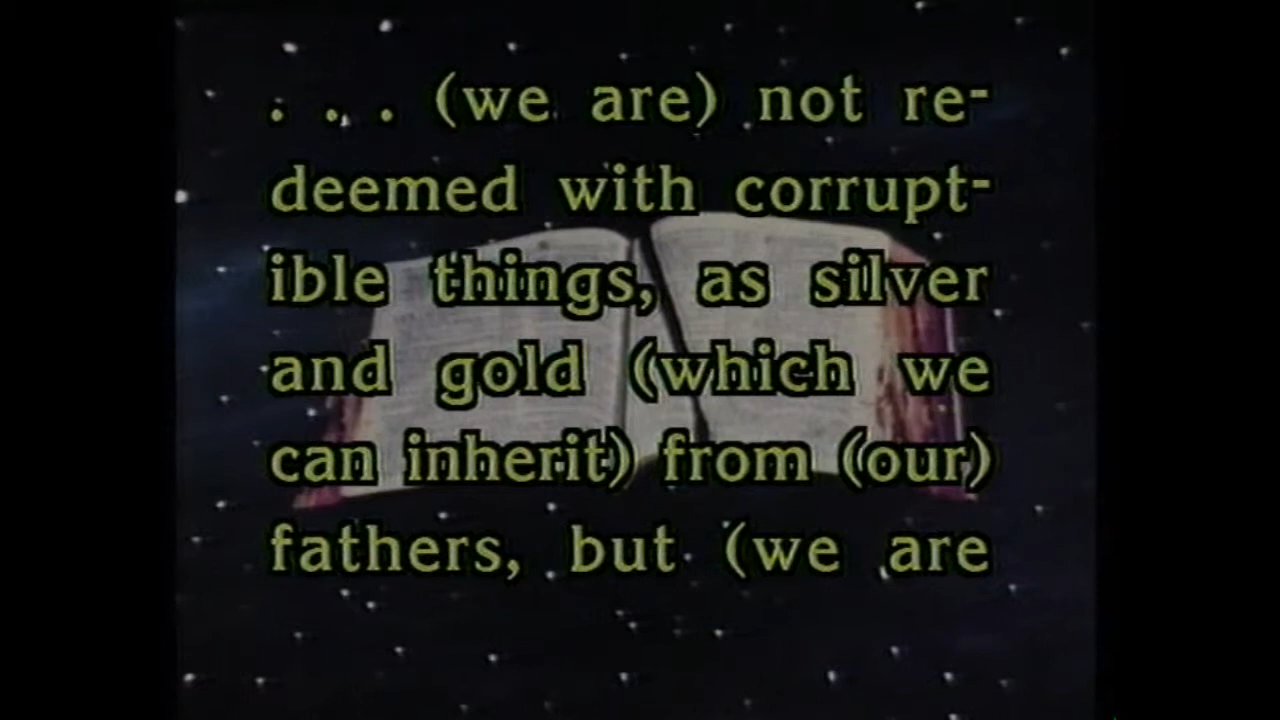 . . . (we are) not re-
deemed with corrupt-
ible things, as silver
and gold (which we
can inherit) from (our)
fathers, but (we are